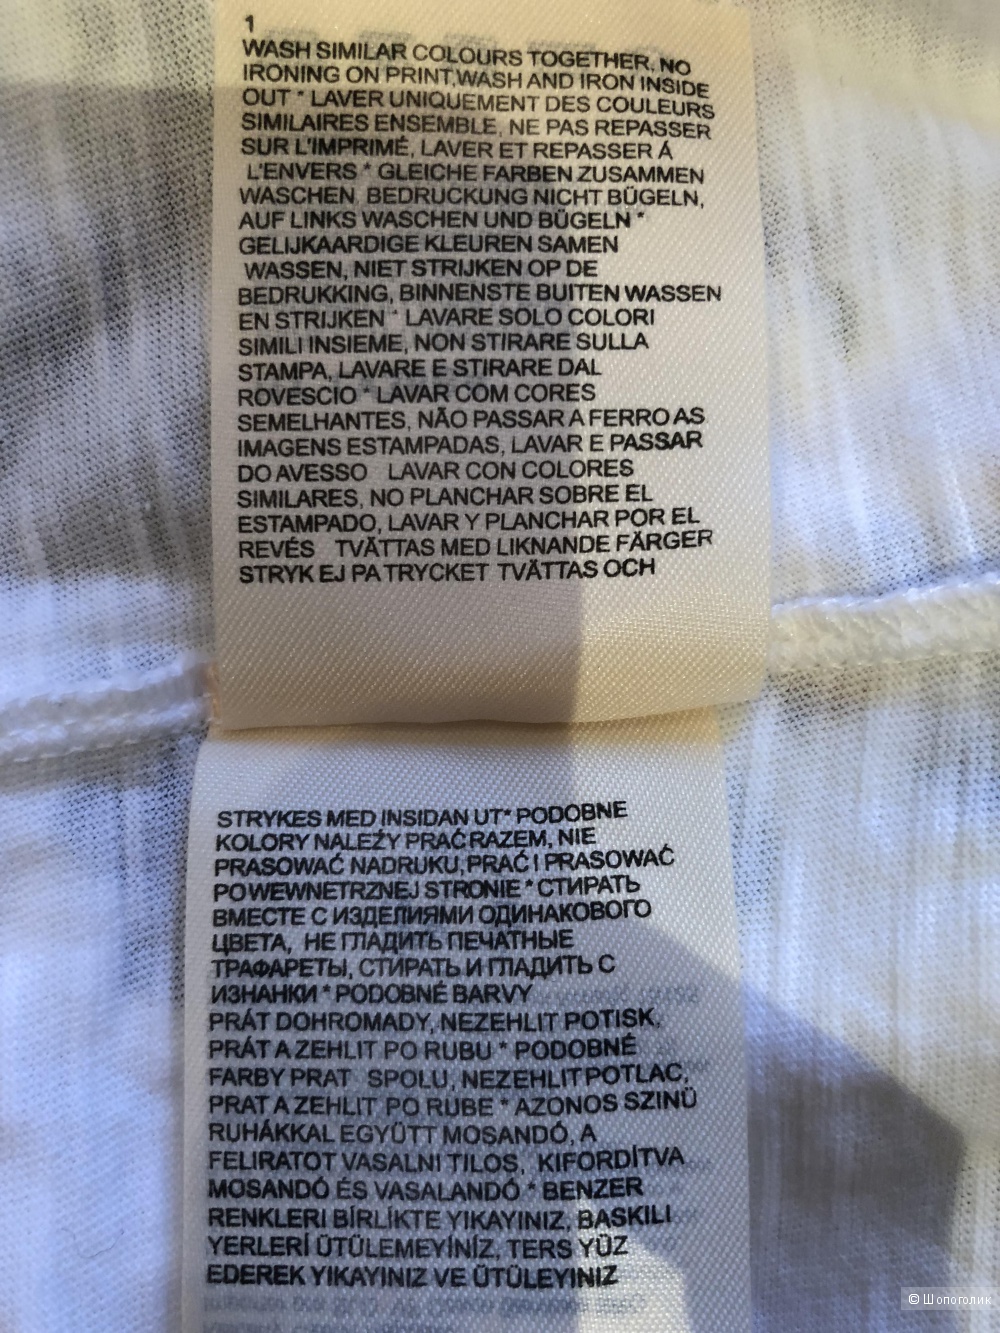 1
WASH SIMILAR COLOURS TOGETHER, NO
IRONING ON PRINT,WASH AND IRON INSIDE
OUT * LAVER UNIQUEMENT DES COULEURS
SIMILAIRES ENSEMBLE, NE PAS REPASSER
SUR L'IMPRIMÉ, LAVER ET REPASSER Á
L'ENVERS * GLEICHE FARBEN ZUSAMMEN
WASCHEN BEDRUCKUNG NICHT BÜGELN,
AUF LINKS WASCHEN UND BÜGELN *
GELIJKAARDIGE KLEUREN SAMEN
WASSEN, NIET STRIJKEN OP DE
BEDRUKKING, BINNENSTE BUITEN WASSEN
EN STRIJKEN * LAVARE SOLO COLORI
SIMILI INSIEME, NON STIRARE SULLA
STAMPA, LAVARE E STIRARE DAL
ROVESCIO * LAVAR COM CORES
SEMELHANTES, NÃO PASSAR A FERRO AS
IMAGENS ESTAMPADAS, LAVAR E PASSAR
DO AVESSO LAVAR CON COLORES
SIMILARES, NO PLANCHAR SOBRE EL
ESTAMPADO, LAVAR Y PLANCHAR POR EL
REVÉS TVÄTTAS MED LIKNANDE FÄRGER
STRYK EJ PA TRYCKET TVÄTTAS OCH
STRYKES MED INSIDAN UT* PODOBNE
KOLORY NALEŻY PRAĆ RAZEM, NIE
PRASOWAĆ NADRUKU,PRAĆ I PRASOWAĆ
PO WEWNETRZNEJ STRONIE * СТИРАТЬ
ВМЕСТЕ С ИЗДЕЛИЯМИ ОДИНАКОВОГО
ЦВЕТА, НЕ ГЛАДИТЬ ПЕЧАТНЫЕ
ТРАФАРЕТЫ, СТИРАТЬ И ГЛАДИТЬ С
ИЗНАНКИ * PODOBNÉ BARVY
PRÁT DOHROMADY, NEZEHLIT POTISK,
PRÁT A ZEHLIT PO RUBU * PODOBNÉ
FARBY PRAT SPOLU, NEZEHLIT POTLAC,
PRAT A ZEHLIT PO RUBE * AZONOS SZINÜ
RUHÁKKAL EGYÜTT MOSANDÓ, A
FELIRATOT VASALNI TILOS, KIFORDÍTVA
MOSANDÓ ÉS VASALANDÓ * BENZER
RENKLERI BİRLİKTE YIKAYINIZ, BASKILI
YERLERİ ÜTÜLEMEYİNİZ, TERS YÜZ
EDEREK YIKAYINIZ VE ÜTÜLEYINIZ
© Шопоголик